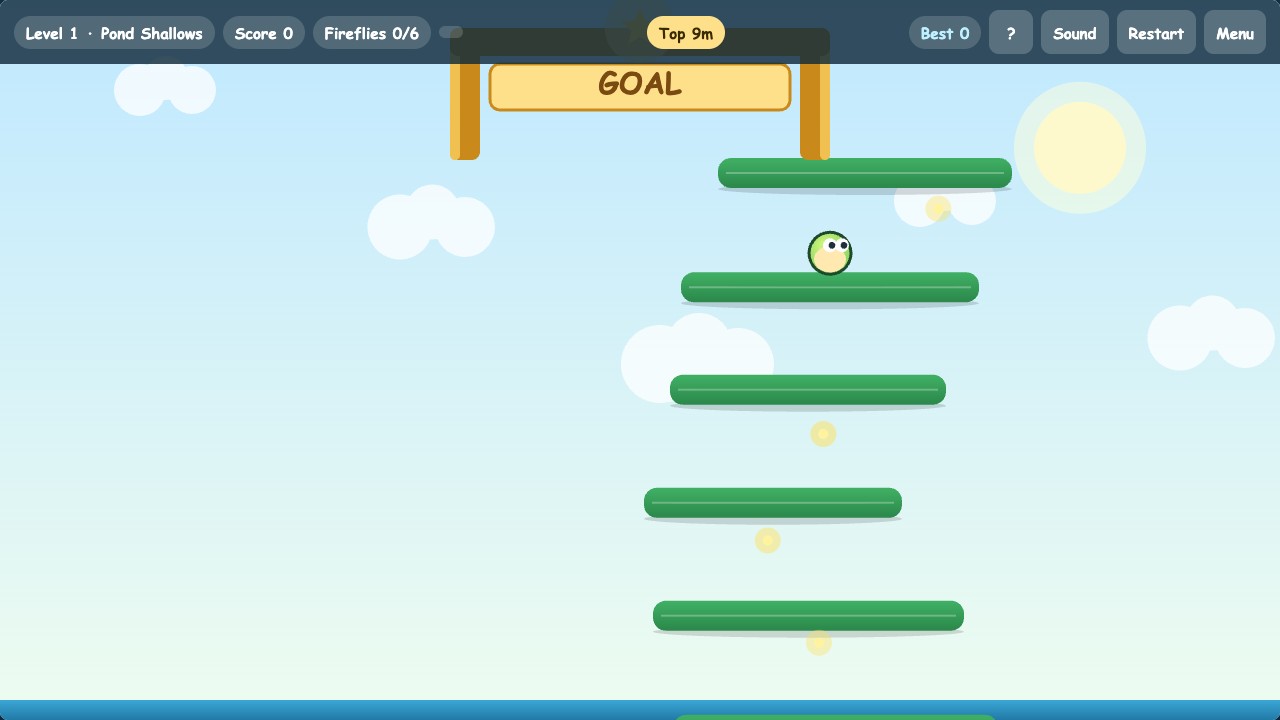 Level 1 · Pond Shallows
Score 0
Fireflies 0/6
Top 9m
Best 0
?
Sound
Restart
Menu
GOAL